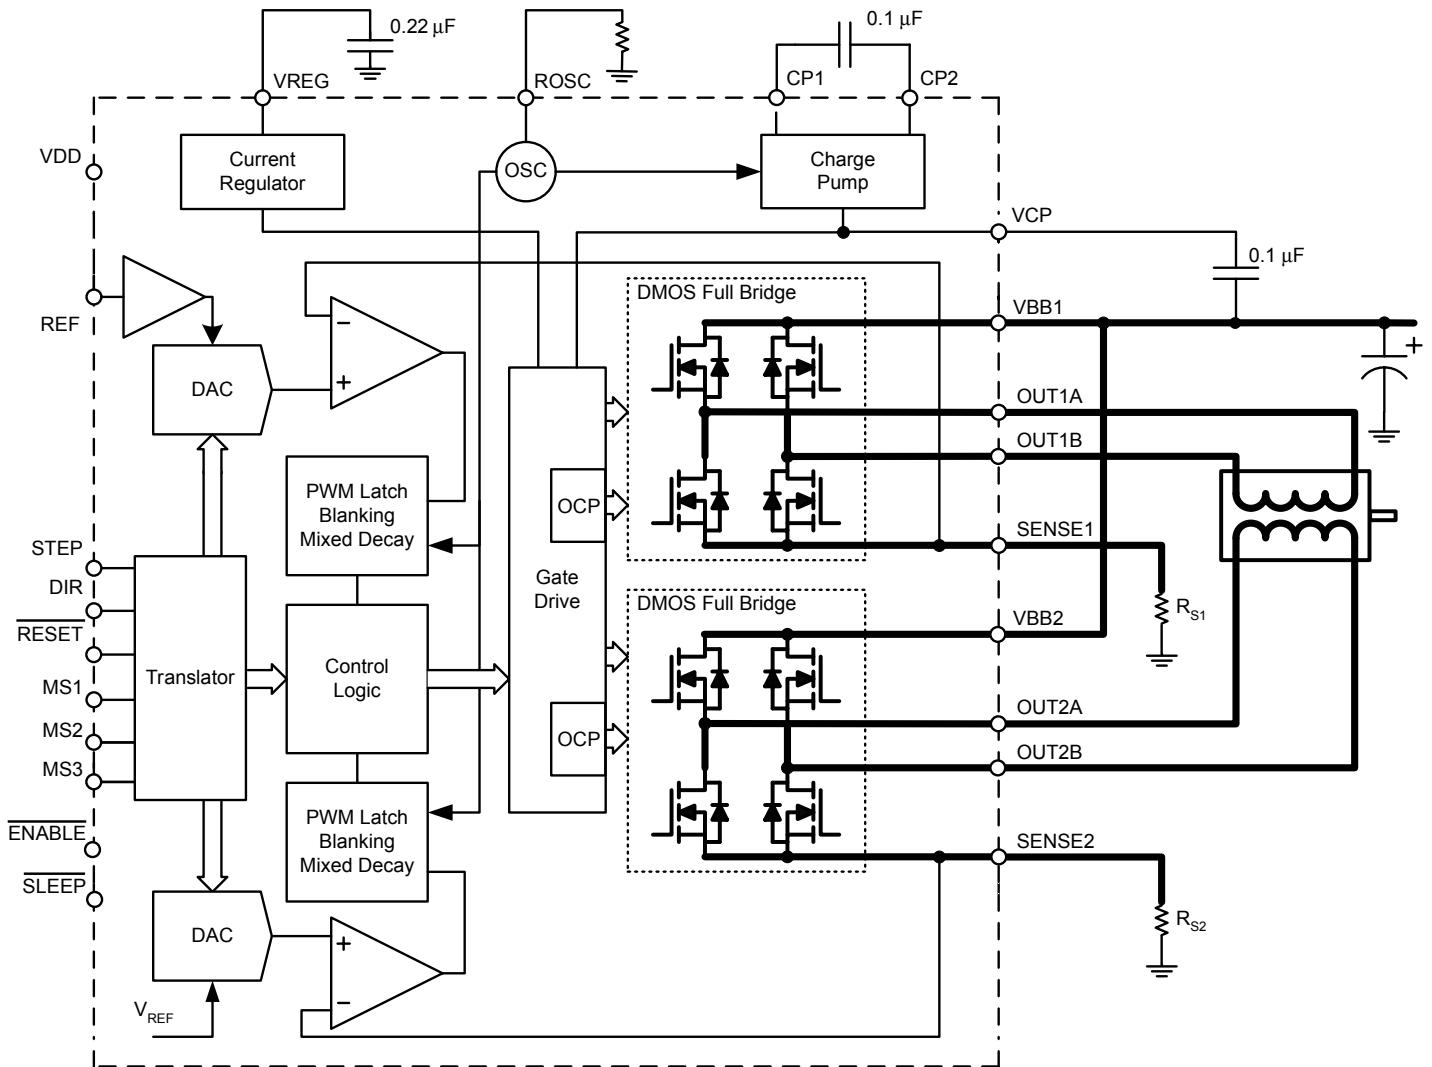 0.22 μF
0.1 μF
VREG
ROSC
CP1
CP2
VDD
Current
Regulator
OSC
Charge
Pump
VCP
0.1 μF
REF
DMOS Full Bridge
VBB1
−
+
+
DAC
OUT1A
OUT1B
PWM Latch
Blanking
Mixed Decay
OCP
SENSE1
STEP
DIR
RESET
MS1
MS2
MS3
Translator
Control
Logic
Gate
Drive
DMOS Full Bridge
RS1
VBB2
OUT2A
OCP
OUT2B
ENABLE
SLEEP
PWM Latch
Blanking
Mixed Decay
SENSE2
DAC
+
−
RS2
VREF